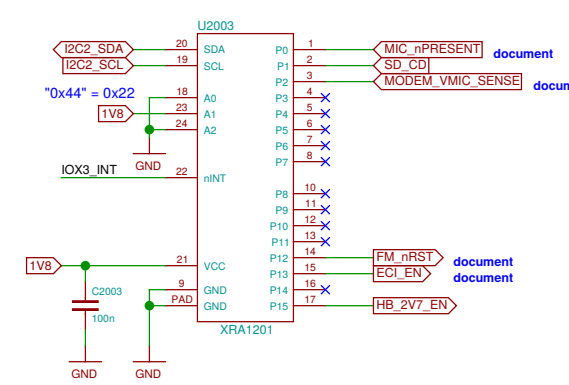 U2003
I2C2_SDA 20 SDA P0 1 MIC_nPRESENT document
I2C2_SCL 19 SCL P1 2 SD_CD
P2 3 MODEM_VMIC_SENSE docum
"0x44" = 0x22 18 A0 P3 4
1V8 23 A1 P4 5
24 A2 P5 6
P6 7
GND P7 8
IOX3_INT 22 nINT
P8 10
P9 11
P10 12
P11 13
P12 14 FM_nRST document
1V8 21 VCC P13 15 ECI_EN document
C2003 9 GND P14 16
100n PAD GND P15 17 HB_2V7_EN
XRA1201
GND GND